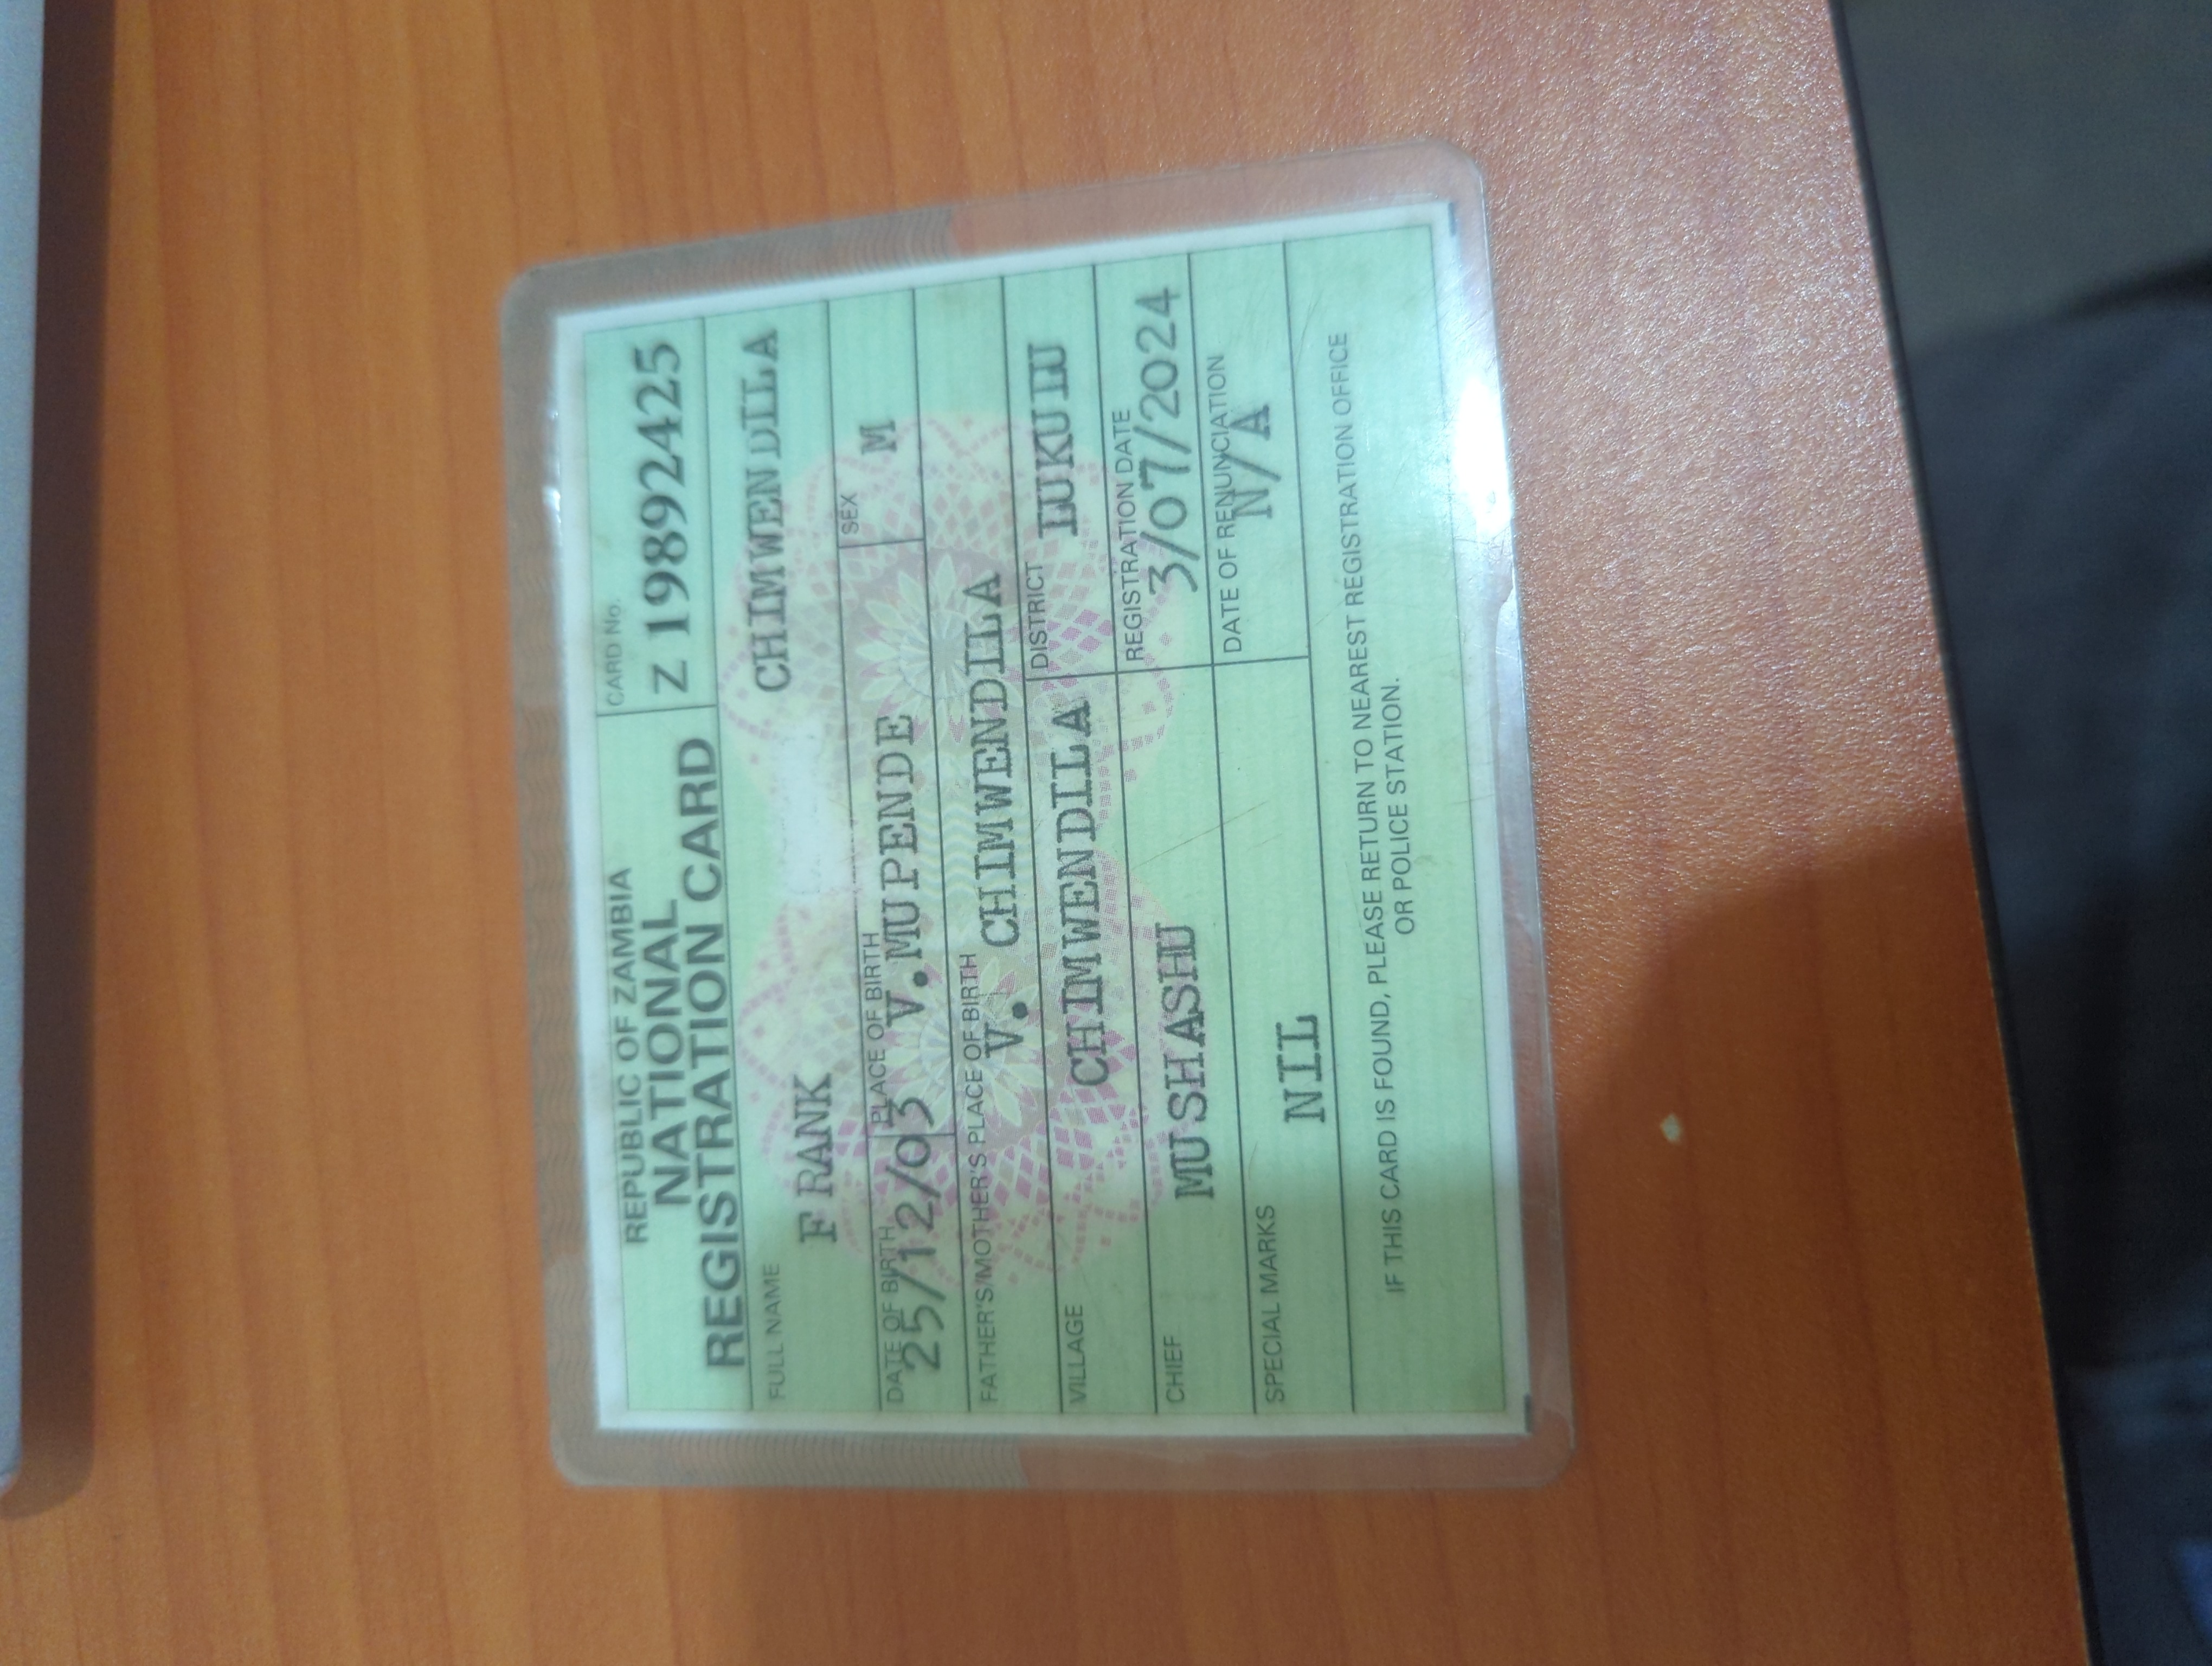 REPUBLIC OF ZAMBIA
NATIONAL
REGISTRATION CARD
CARD No.
Z 19892425
FULL NAME
FRANK CHIMWENDILA
DATE OF BIRTH
25/12/03
PLACE OF BIRTH
V.MUPENDE
SEX
M
FATHER'S/MOTHER'S PLACE OF BIRTH
V. CHIMWENDILA
VILLAGE
CHIMWENDILA
DISTRICT
LUKULU
CHIEF
MUSHASHU
REGISTRATION DATE
3/07/2024
SPECIAL MARKS
NIL
DATE OF RENUNCIATION
N/A
IF THIS CARD IS FOUND, PLEASE RETURN TO NEAREST REGISTRATION OFFICE
OR POLICE STATION.